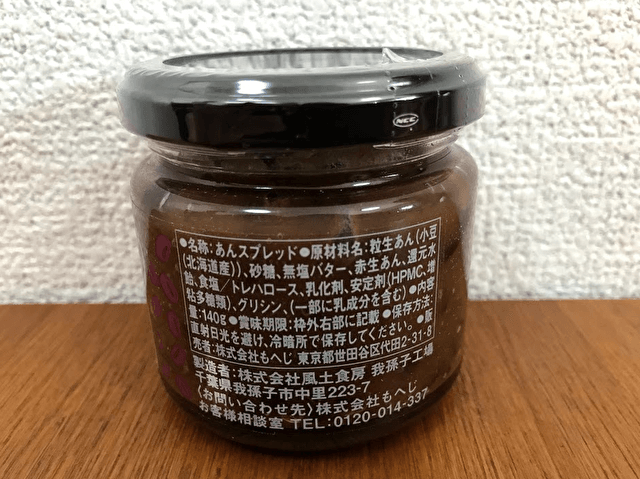 NCC
●名称:あんスプレッド●原材料名:粒生あん(小豆
(北海道産))、砂糖、無塩バター、赤生あん、還元水
飴、食塩/トレハロース、乳化剤、安定剤(HPMC、増
粘多糖類)、グリシン、(一部に乳成分を含む)●内容
量:140g●賞味期限:枠外右部に記載●保存方法:
直射日光を避け、冷暗所で保存してください。●販
売者:株式会社もへじ 東京都世田谷区代田2-31-8
製造者:株式会社風土食房 我孫子工場
千葉県我孫子市中里223-7
〈お問い合わせ先〉株式会社もへじ
お客様相談室 TEL:0120-014-337